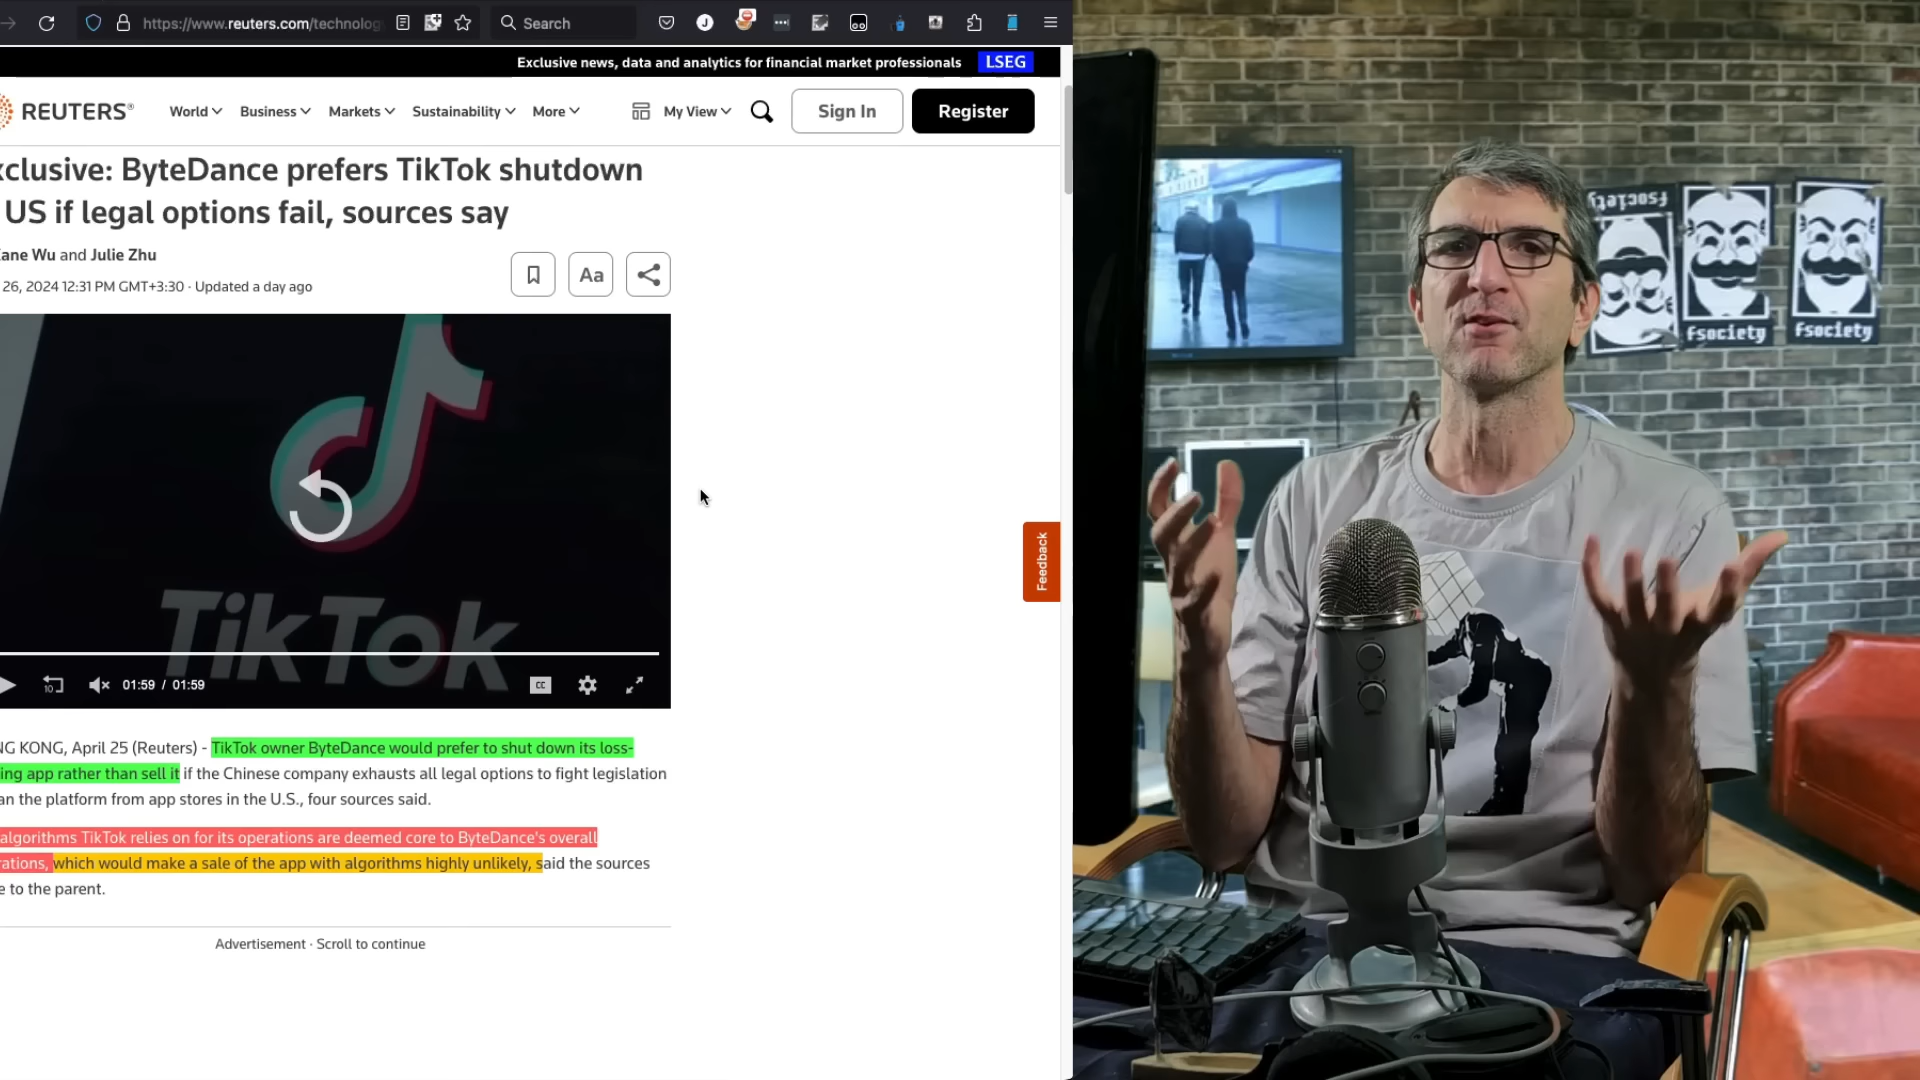 https://www.reuters.com/technolog
Search
Exclusive news, data and analytics for financial market professionals LSEG
REUTERS®
World Business Markets Sustainability More My View Sign In Register
xclusive: ByteDance prefers TikTok shutdown
US if legal options fail, sources say
ane Wu and Julie Zhu
26, 2024 12:31 PM GMT+3:30 · Updated a day ago
Aa
TikTok
10 01:59 / 01:59 CC
Feedback
NG KONG, April 25 (Reuters) - TikTok owner ByteDance would prefer to shut down its loss-
ing app rather than sell it if the Chinese company exhausts all legal options to fight legislation
an the platform from app stores in the U.S., four sources said.
algorithms TikTok relies on for its operations are deemed core to ByteDance's overall
rations, which would make a sale of the app with algorithms highly unlikely, said the sources
e to the parent.
Advertisement · Scroll to continue
fsociety
fsociety
fsociety